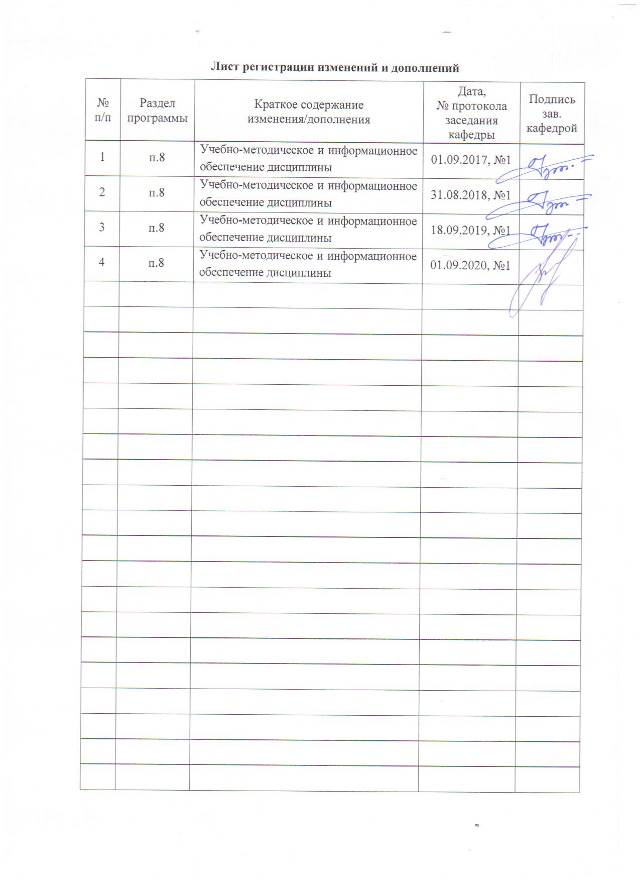 Лист регистрации изменений и дополнений
№
п/п
Раздел
программы
Краткое содержание
изменения/дополнения
Дата,
№ протокола
заседания
кафедры
Подпись
зав.
кафедрой
1
п.8
Учебно-методическое и информационное
обеспечение дисциплины
01.09.2017, №1
2
п.8
Учебно-методическое и информационное
обеспечение дисциплины
31.08.2018, №1
3
п.8
Учебно-методическое и информационное
обеспечение дисциплины
18.09.2019, №1
4
п.8
Учебно-методическое и информационное
обеспечение дисциплины
01.09.2020, №1